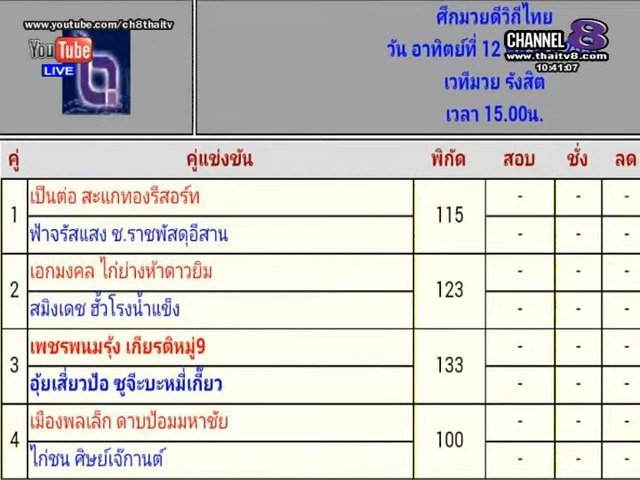 www.youtube.com/ch8thaitv
YouTube
LIVE
ศึกมวยดีวิถีไทย
วัน อาทิตย์ที่ 12
เวทีมวย รังสิต
เวลา 15.00น.
CHANNEL 8
www.thaitv8.com
10:41:07
คู่ คู่แข่งขัน พิกัด สอบ ชั่ง ลด
1 เป็นต่อ สะแกทองรีสอร์ท 115 - - -
ฟ้าจรัสแสง ช.ราชพัสดุอีสาน - - -
2 เอกมงคล ไก่ย่างห้าดาวยิม 123 - - -
สมิงเดช ฮั้วโรงน้ำแข็ง - - -
3 เพชรพนมรุ้ง เกียรติหมู่9 133 - - -
อุ้ยเสี่ยวป้อ ซูจีบะหมี่เกี๊ยว - - -
4 เมืองพลเล็ก ดาบป้อมมหาชัย 100 - - -
ไก่ชน ศิษย์เจ๊กานต์ - - -